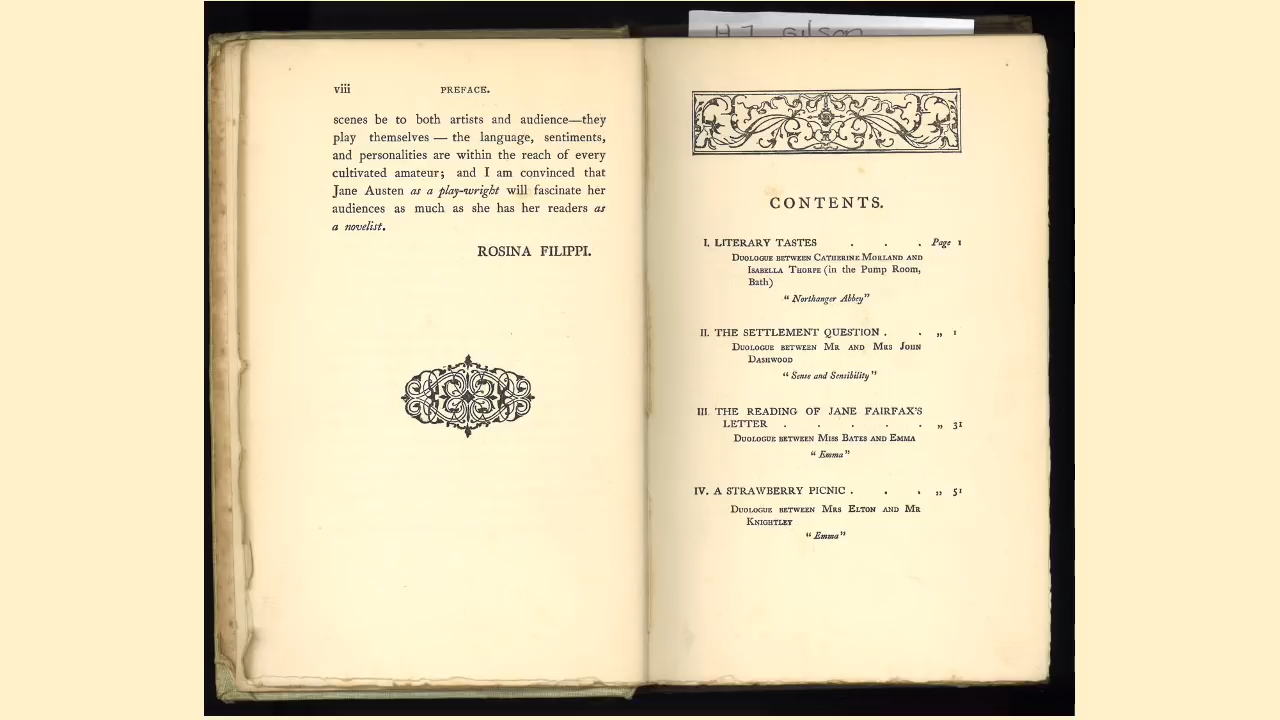 H.J. Gilson
viii PREFACE.
scenes be to both artists and audience—they
play themselves — the language, sentiments,
and personalities are within the reach of every
cultivated amateur; and I am convinced that
Jane Austen as a play-wright will fascinate her
audiences as much as she has her readers as
a novelist.
ROSINA FILIPPI.
CONTENTS.
I. LITERARY TASTES . . . Page 1
DUOLOGUE BETWEEN CATHERINE MORLAND AND
ISABELLA THORPE (in the Pump Room,
Bath)
“ Northanger Abbey”
II. THE SETTLEMENT QUESTION . . „ 1
DUOLOGUE BETWEEN MR AND MRS JOHN
DASHWOOD
“ Sense and Sensibility ”
III. THE READING OF JANE FAIRFAX'S
LETTER . . . . . „ 31
DUOLOGUE BETWEEN MISS BATES AND EMMA
“ Emma ”
IV. A STRAWBERRY PICNIC . . . „ 51
DUOLOGUE BETWEEN MRS ELTON AND MR
KNIGHTLEY
“ Emma ”